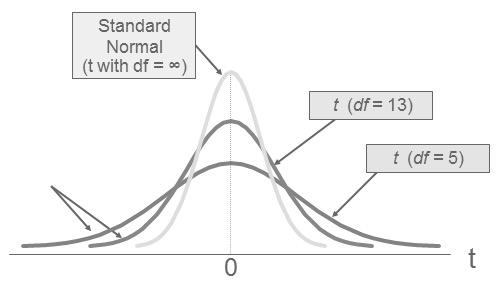 Standard
Normal
(t with df = ∞)
t (df = 13)
t (df = 5)
0
t